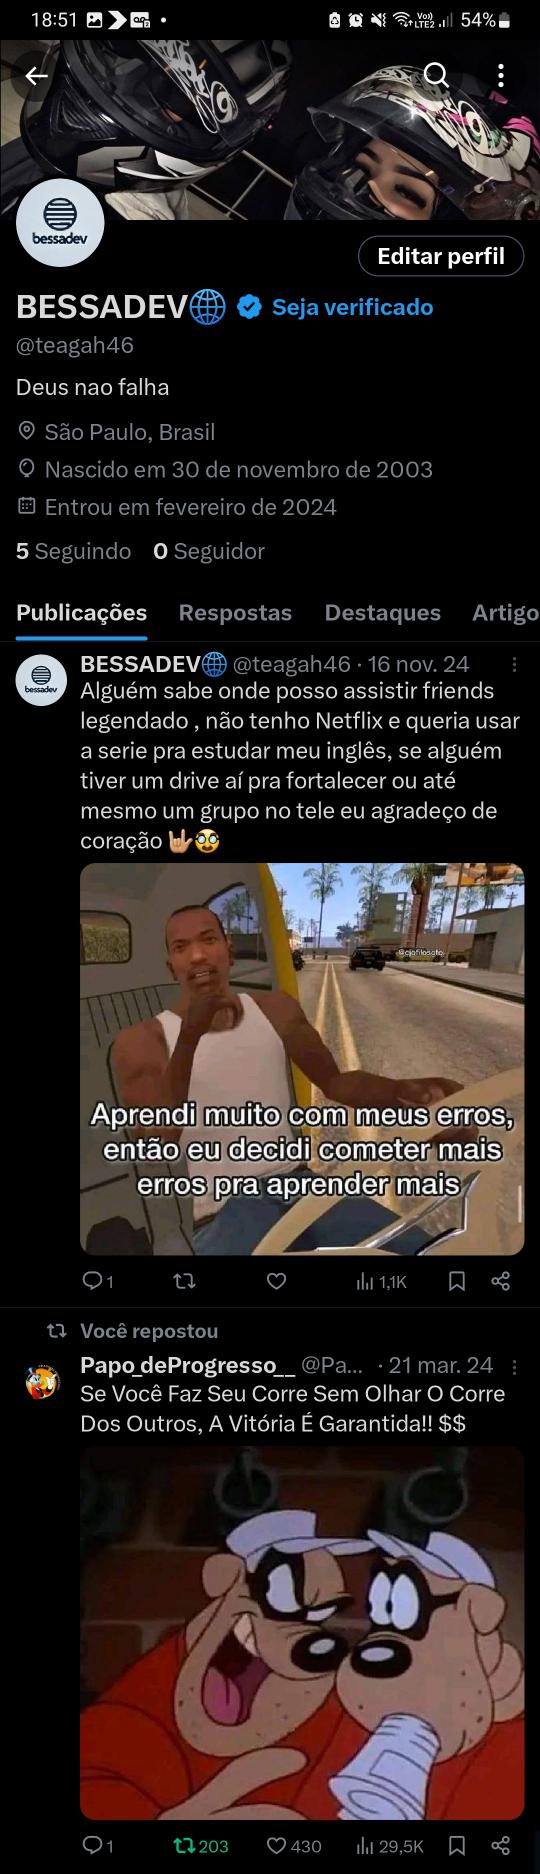 18:51
Vo))
LTE2
54%
bessadev
Editar perfil
BESSADEV🌐 Seja verificado
@teagah46
Deus nao falha
São Paulo, Brasil
Nascido em 30 de novembro de 2003
Entrou em fevereiro de 2024
5 Seguindo 0 Seguidor
Publicações Respostas Destaques Artigo
bessadev
BESSADEV🌐 @teagah46 · 16 nov. 24
Alguém sabe onde posso assistir friends
legendado , não tenho Netflix e queria usar
a serie pra estudar meu inglês, se alguém
tiver um drive aí pra fortalecer ou até
mesmo um grupo no tele eu agradeço de
coração 🤟🏼🥸
@cjofilosofo
Aprendi muito com meus erros,
então eu decidi cometer mais
erros pra aprender mais
1 1,1K
Você repostou
Papo_deProgresso__ @Pa... · 21 mar. 24
Se Você Faz Seu Corre Sem Olhar O Corre
Dos Outros, A Vitória É Garantida!! $$
1 203 430 29,5K